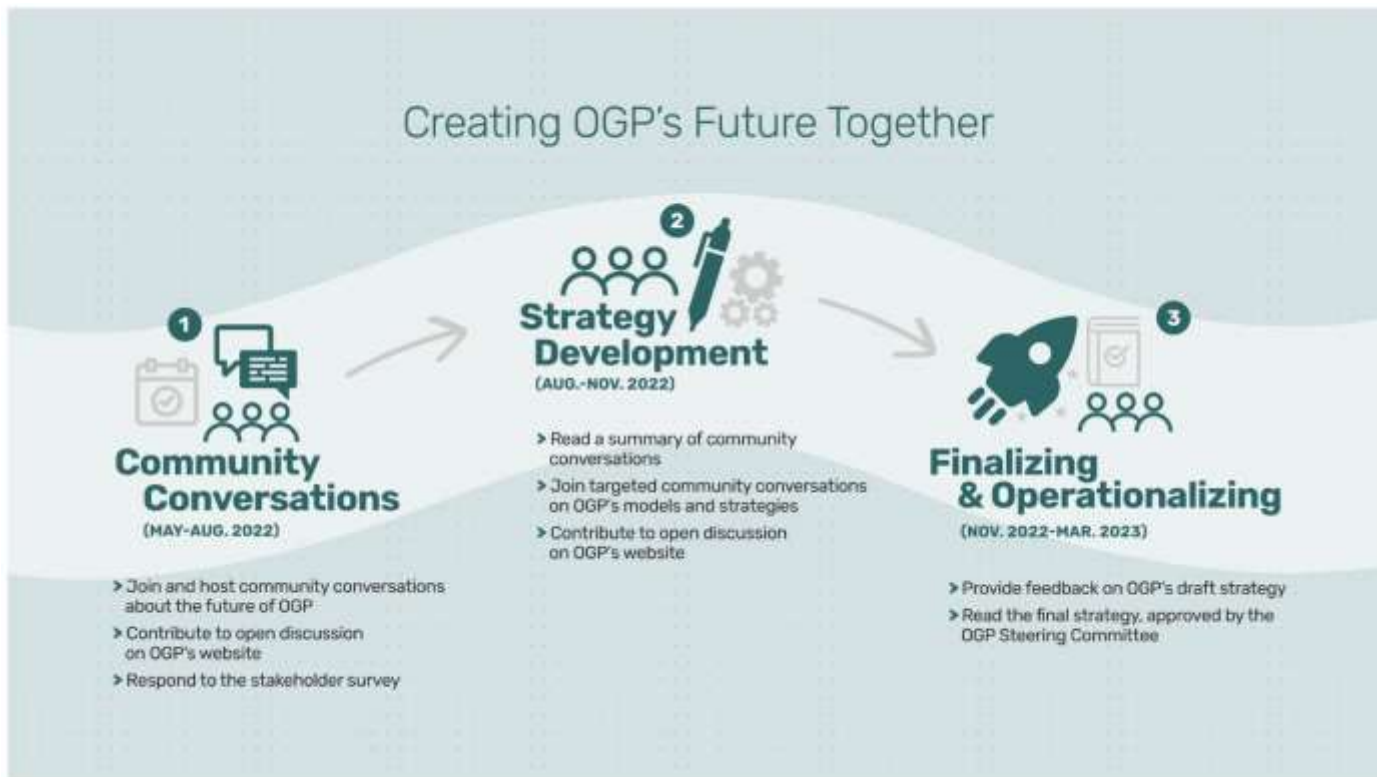 Creating OGP's Future Together
1
Community
Conversations
(MAY-AUG. 2022)
> Join and host community conversations
about the future of OGP
> Contribute to open discussion
on OGP's website
> Respond to the stakeholder survey
2
Strategy
Development
(AUG.-NOV. 2022)
> Read a summary of community
conversations
> Join targeted community conversations
on OGP's models and strategies
> Contribute to open discussion
on OGP's website
3
Finalizing
& Operationalizing
(NOV. 2022-MAR. 2023)
> Provide feedback on OGP's draft strategy
> Read the final strategy, approved by the
OGP Steering Committee